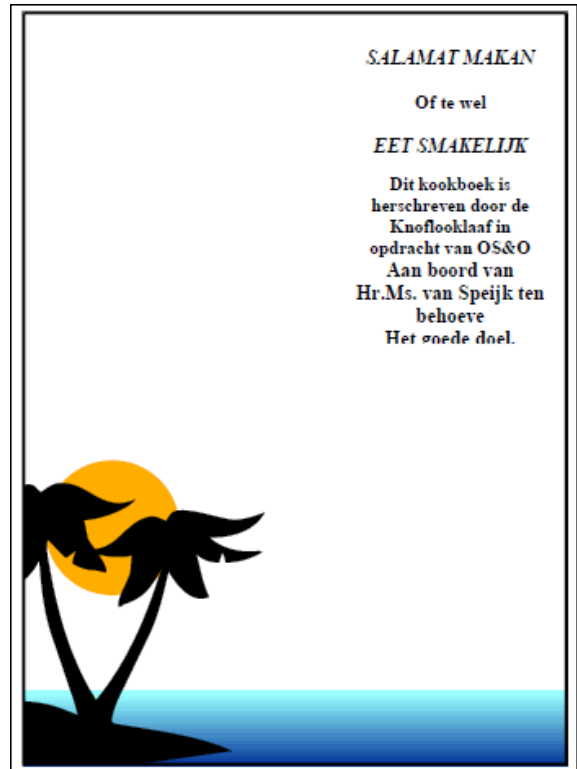 SALAMAT MAKAN
Of te wel
EET SMAKELIJK
Dit kookboek is
herschreven door de
Knoflooklaaf in
opdracht van OS&O
Aan boord van
Hr.Ms. van Speijk ten
behoeve
Het goede doel.